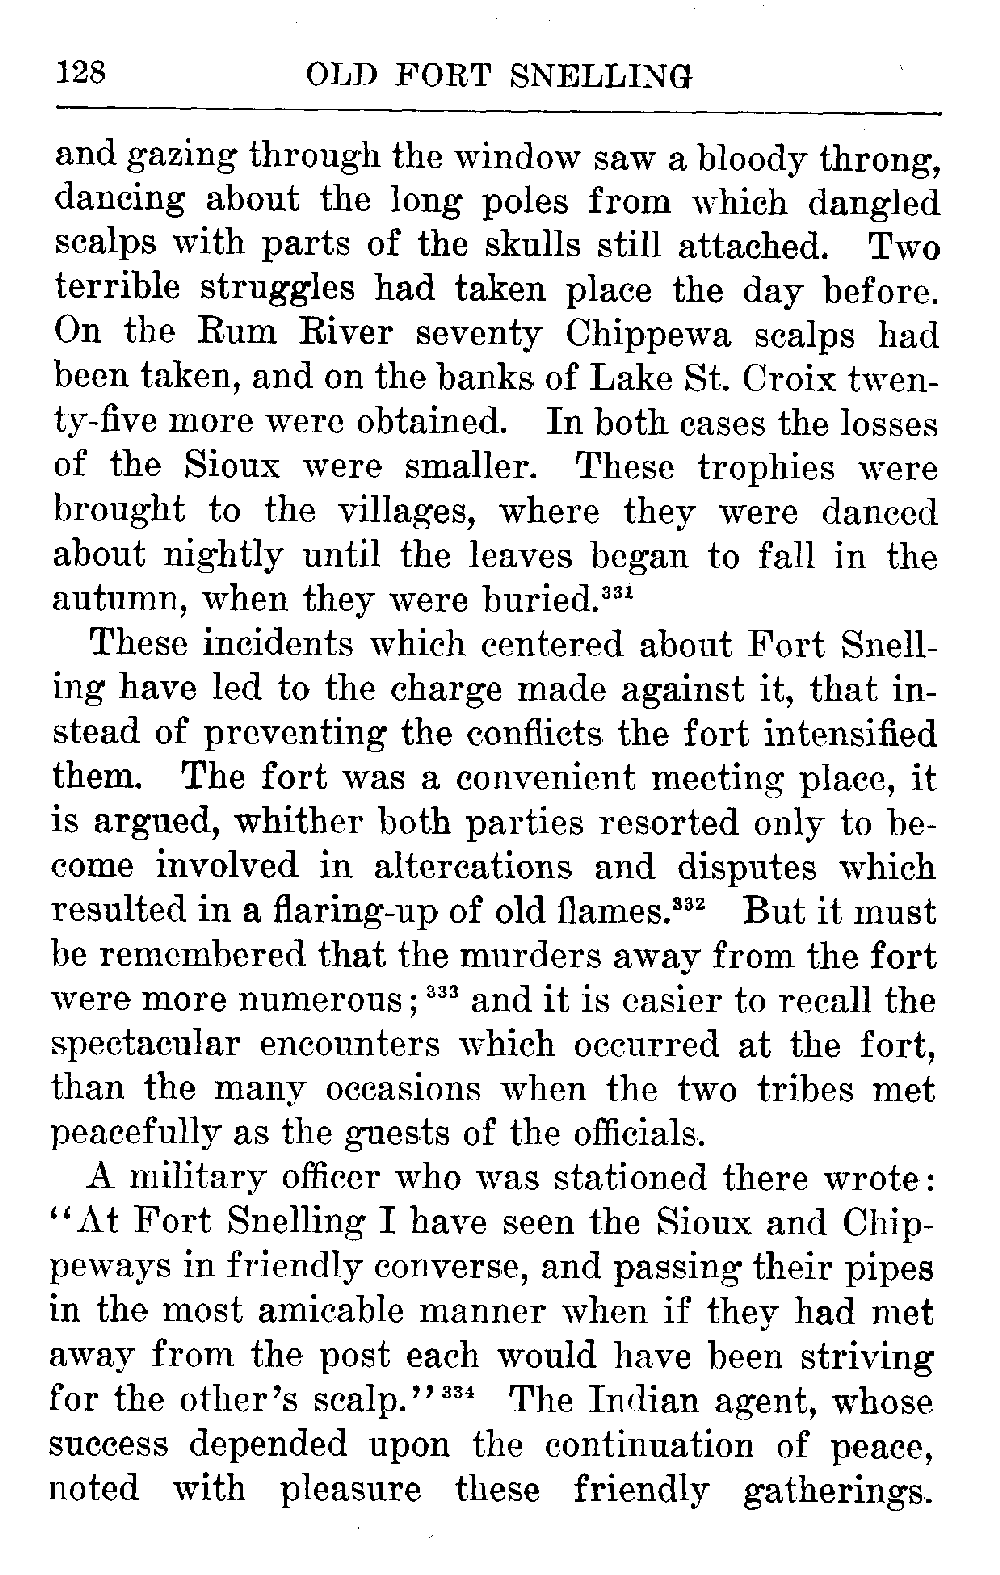 128 OLD FORT SNELLING
and gazing through the window saw a bloody throng,
dancing about the long poles from which dangled
scalps with parts of the skulls still attached. Two
terrible struggles had taken place the day before.
On the Rum River seventy Chippewa scalps had
been taken, and on the banks of Lake St. Croix twen-
ty-five more were obtained. In both cases the losses
of the Sioux were smaller. These trophies were
brought to the villages, where they were danced
about nightly until the leaves began to fall in the
autumn, when they were buried.³³¹
These incidents which centered about Fort Snell-
ing have led to the charge made against it, that in-
stead of preventing the conflicts the fort intensified
them. The fort was a convenient meeting place, it
is argued, whither both parties resorted only to be-
come involved in altercations and disputes which
resulted in a flaring-up of old flames.³³² But it must
be remembered that the murders away from the fort
were more numerous;³³³ and it is easier to recall the
spectacular encounters which occurred at the fort,
than the many occasions when the two tribes met
peacefully as the guests of the officials.
A military officer who was stationed there wrote:
"At Fort Snelling I have seen the Sioux and Chip-
peways in friendly converse, and passing their pipes
in the most amicable manner when if they had met
away from the post each would have been striving
for the other's scalp."³³⁴ The Indian agent, whose
success depended upon the continuation of peace,
noted with pleasure these friendly gatherings.